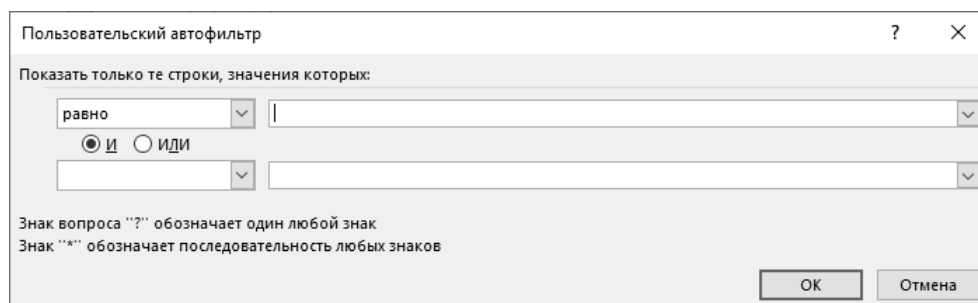 Пользовательский автофильтр ?
Показать только те строки, значения которых:
равно
И ИЛИ
Знак вопроса "?" обозначает один любой знак
Знак "*" обозначает последовательность любых знаков
ОК Отмена